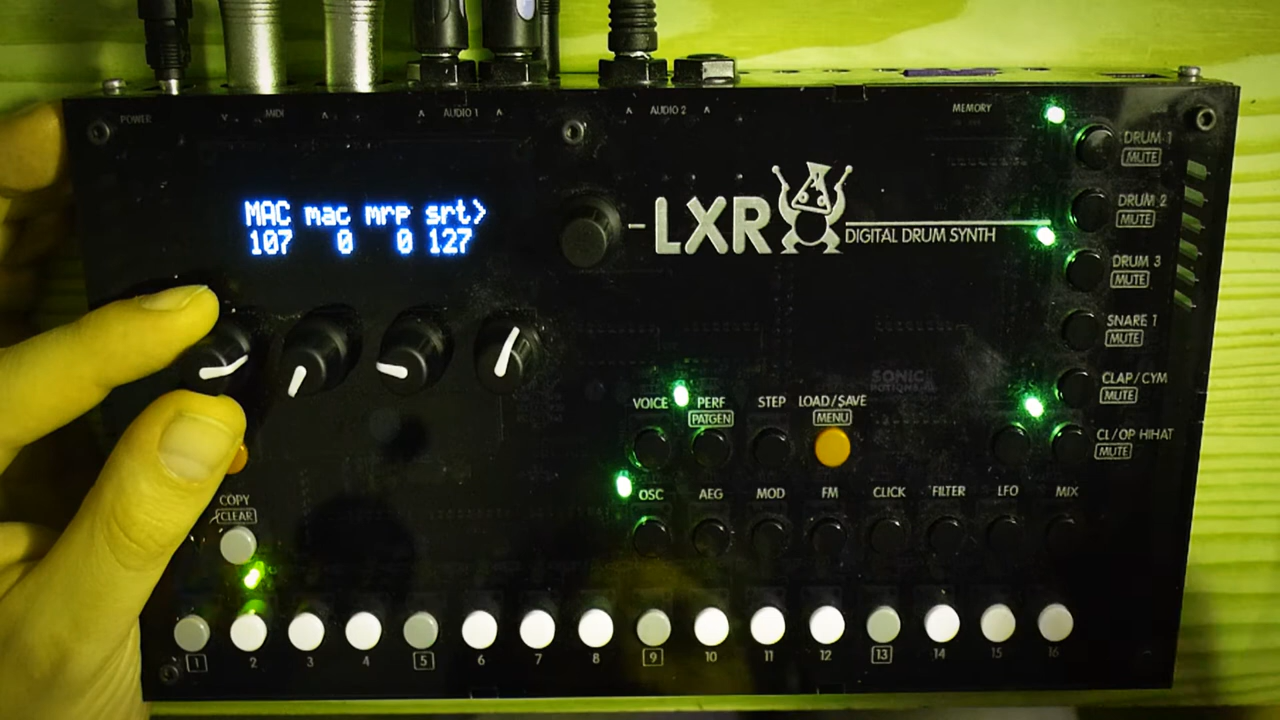 POWER MIDI AUDIO 1 AUDIO 2 MEMORY
MAC mac mrp srt>
107 0 0 127
LXR
DIGITAL DRUM SYNTH
DRUM 1
MUTE
DRUM 2
MUTE
DRUM 3
MUTE
SNARE 1
MUTE
CLAP/CYM
MUTE
CL/OP HIHAT
MUTE
SONIC
POTIONS
VOICE PERF STEP LOAD/SAVE
PATGEN MENU
OSC AEG MOD FM CLICK FILTER LFO MIX
COPY
CLEAR
1 2 3 4 5 6 7 8 9 10 11 12 13 14 15 16